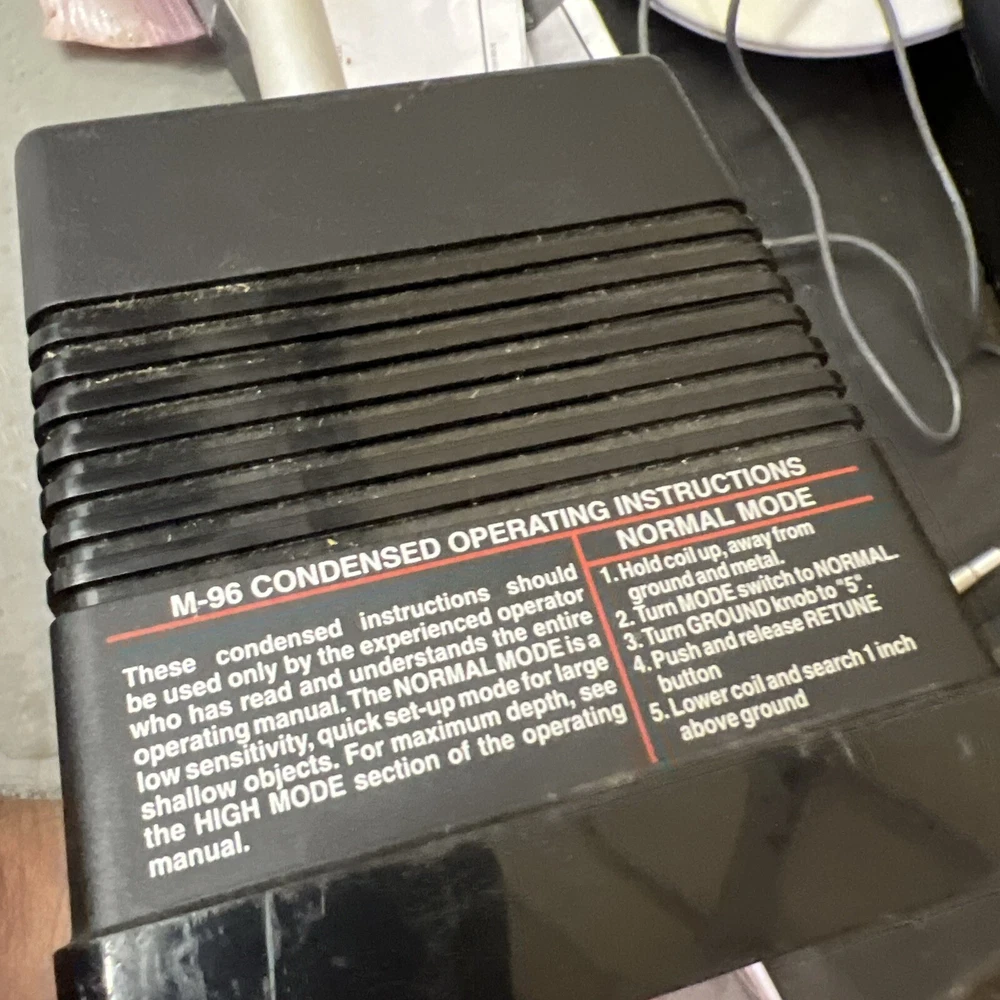 M-96 CONDENSED OPERATING INSTRUCTIONS
These condensed instructions should
be used only by the experienced operator
who has read and understands the entire
operating manual. The NORMAL MODE is a
low sensitivity, quick set-up mode for large
shallow objects. For maximum depth, see
the HIGH MODE section of the operating
manual.
NORMAL MODE
1. Hold coil up, away from
ground and metal.
2. Turn MODE switch to NORMAL.
3. Turn GROUND knob to "5".
4. Push and release RETUNE
button
5. Lower coil and search 1 inch
above ground